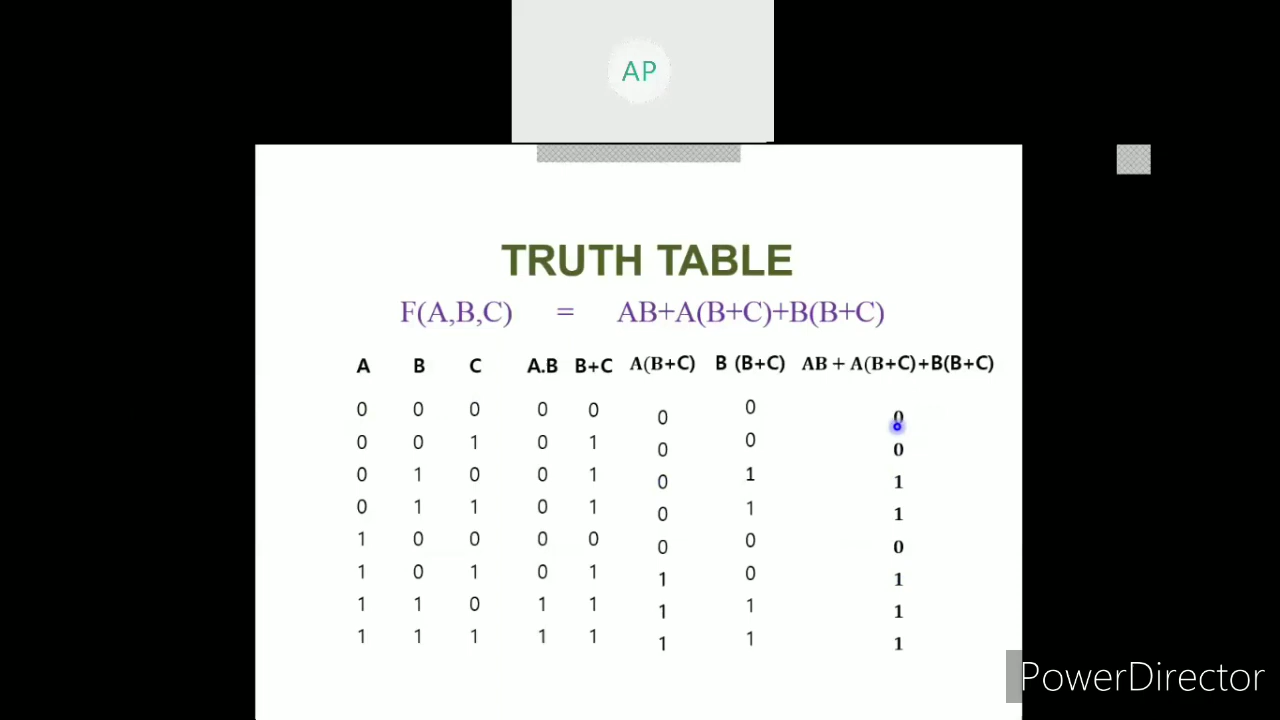 AP
TRUTH TABLE
F(A,B,C) = AB+A(B+C)+B(B+C)
A B C A.B B+C A(B+C) B (B+C) AB + A(B+C)+B(B+C)
0 0 0 0 0 0 0 0
0 0 1 0 1 0 0 0
0 1 0 0 1 0 1 1
0 1 1 0 1 0 1 1
1 0 0 0 0 0 0 0
1 0 1 0 1 1 0 1
1 1 0 1 1 1 1 1
1 1 1 1 1 1 1 1
PowerDirector